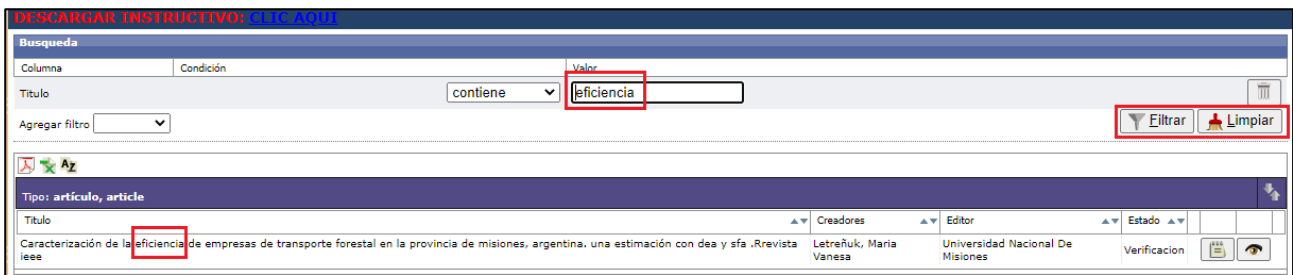 DESCARGAR INSTRUCTIVO: CLIC AQUI
Busqueda
Columna Condición Valor
Titulo contiene eficiencia
Agregar filtro Filtrar Limpiar
Tipo: artículo, article
Titulo Creadores Editor Estado
Caracterización de la eficiencia de empresas de transporte forestal en la provincia de misiones, argentina. una estimación con dea y sfa .Rrevista Letreñuk, Maria Universidad Nacional De Verificacion
ieee Vanesa Misiones